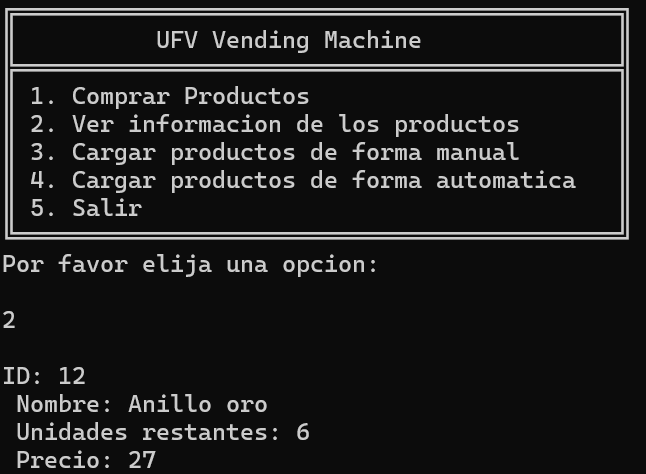 UFV Vending Machine
1. Comprar Productos
2. Ver informacion de los productos
3. Cargar productos de forma manual
4. Cargar productos de forma automatica
5. Salir
Por favor elija una opcion:
2
ID: 12
Nombre: Anillo oro
Unidades restantes: 6
Precio: 27